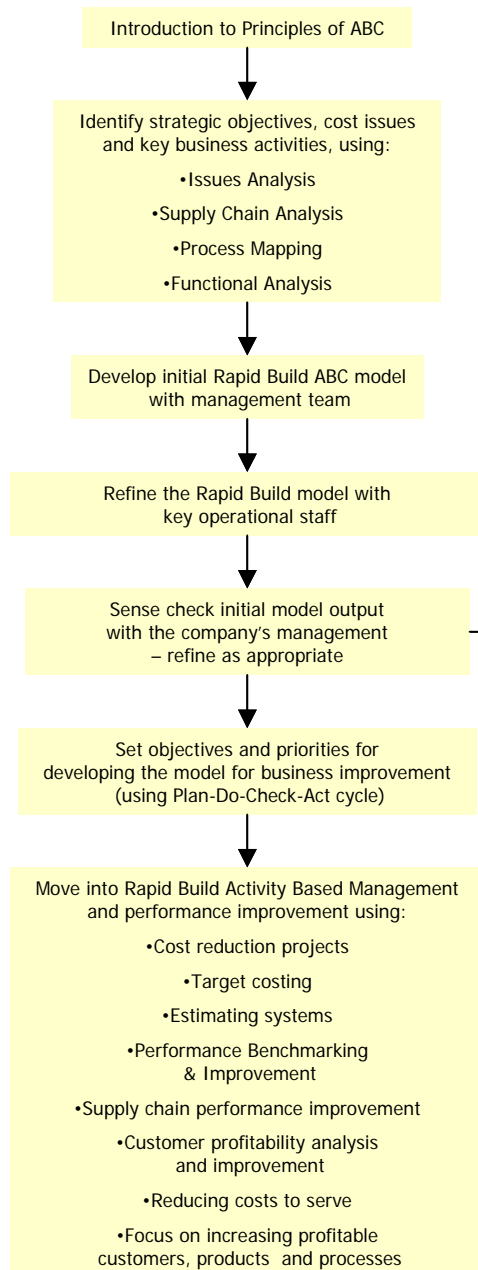 Introduction to Principles of ABC
Identify strategic objectives, cost issues
and key business activities, using:
•Issues Analysis
•Supply Chain Analysis
•Process Mapping
•Functional Analysis
Develop initial Rapid Build ABC model
with management team
Refine the Rapid Build model with
key operational staff
Sense check initial model output
with the company's management
– refine as appropriate
Set objectives and priorities for
developing the model for business improvement
(using Plan-Do-Check-Act cycle)
Move into Rapid Build Activity Based Management
and performance improvement using:
•Cost reduction projects
•Target costing
•Estimating systems
•Performance Benchmarking
& Improvement
•Supply chain performance improvement
•Customer profitability analysis
and improvement
•Reducing costs to serve
•Focus on increasing profitable
customers, products and processes